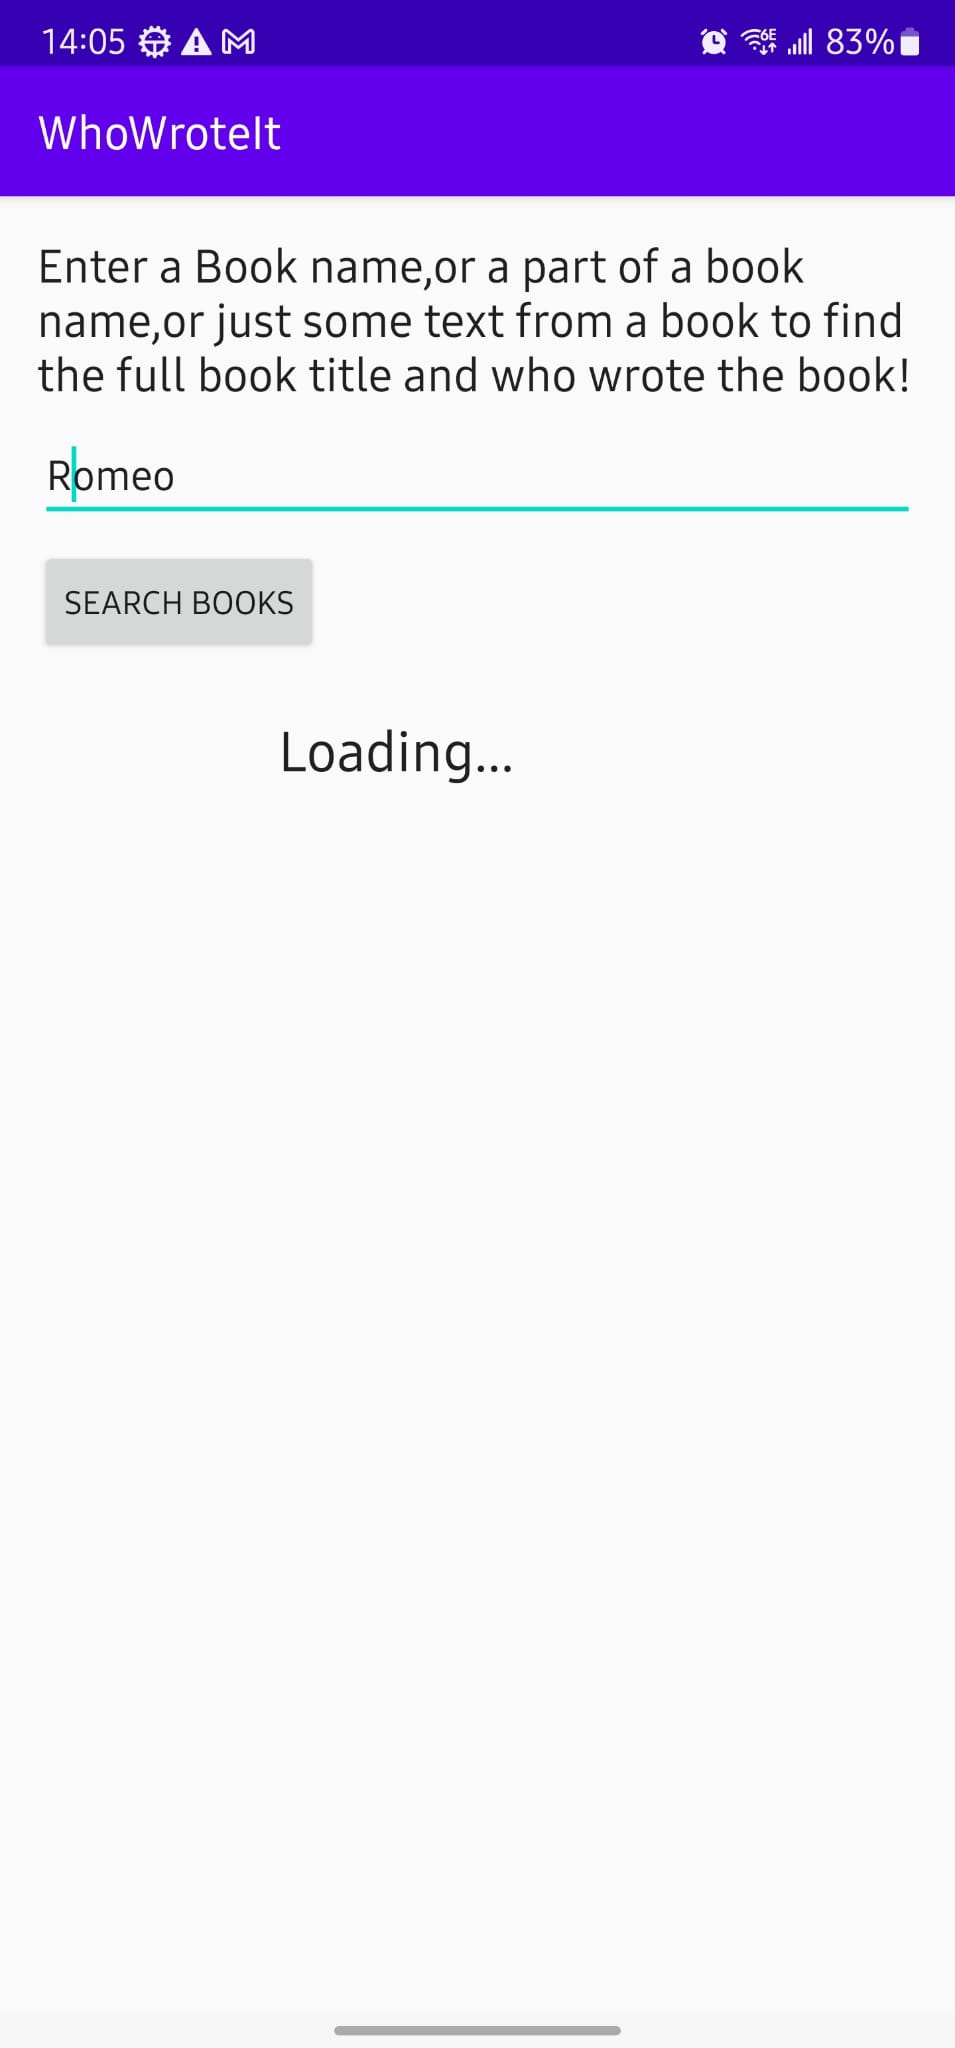 14:05 83%
WhoWroteIt
Enter a Book name,or a part of a book
name,or just some text from a book to find
the full book title and who wrote the book!
Romeo
SEARCH BOOKS
Loading...